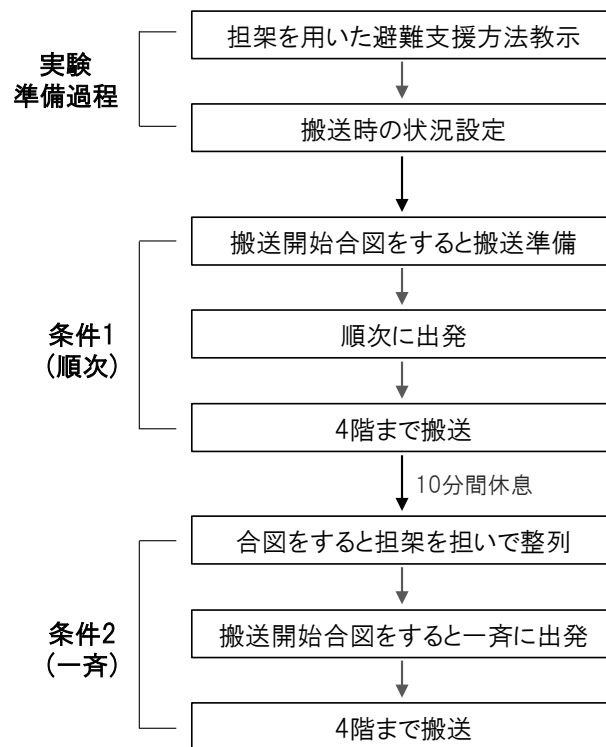 実験
準備過程
担架を用いた避難支援方法教示
搬送時の状況設定
条件1
(順次)
搬送開始合図をすると搬送準備
順次に出発
4階まで搬送
10分間休息
条件2
(一斉)
合図をすると担架を担いで整列
搬送開始合図をすると一斉に出発
4階まで搬送